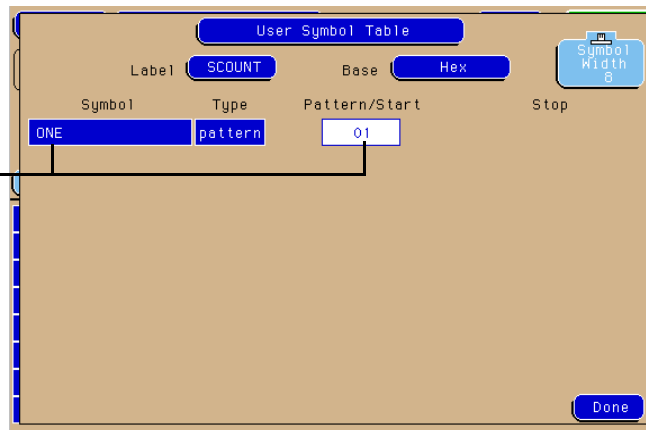 User Symbol Table
Label SCOUNT Base Hex
Symbol Width 8
Symbol Type Pattern/Start Stop
ONE pattern 01
Done